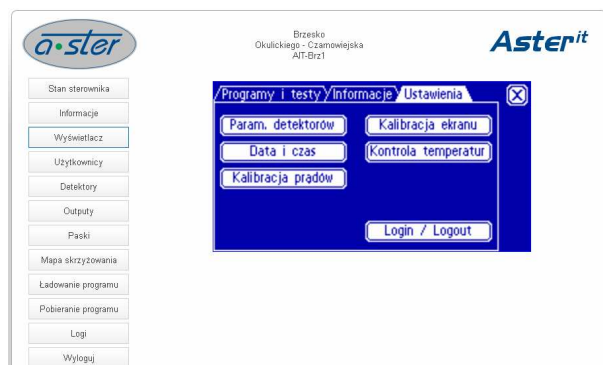 a·ster
Brzesko
Okulickiego - Czarnowiejska
AIT-Brz1
Asterit
Stan sterownika
Informacje
Wyświetlacz
Użytkownicy
Detektory
Outputy
Paski
Mapa skrzyżowania
Ładowanie programu
Pobieranie programu
Logi
Wyloguj
Programy i testy Informacje Ustawienia X
Param. detektorów Kalibracja ekranu
Data i czas Kontrola temperatur
Kalibracja prądów
Login / Logout